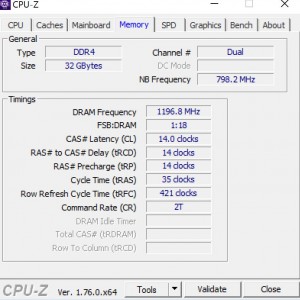 CPU-Z
CPU Caches Mainboard Memory SPD Graphics Bench About
General
Type DDR4 Channel # Dual
Size 32 GBytes DC Mode
NB Frequency 798.2 MHz
Timings
DRAM Frequency 1196.8 MHz
FSB:DRAM 1:18
CAS# Latency (CL) 14.0 clocks
RAS# to CAS# Delay (tRCD) 14 clocks
RAS# Precharge (tRP) 14 clocks
Cycle Time (tRAS) 35 clocks
Row Refresh Cycle Time (tRFC) 421 clocks
Command Rate (CR) 2T
DRAM Idle Timer
Total CAS# (tRDRAM)
Row To Column (tRCD)
CPU-Z Ver. 1.76.0.x64 Tools Validate Close